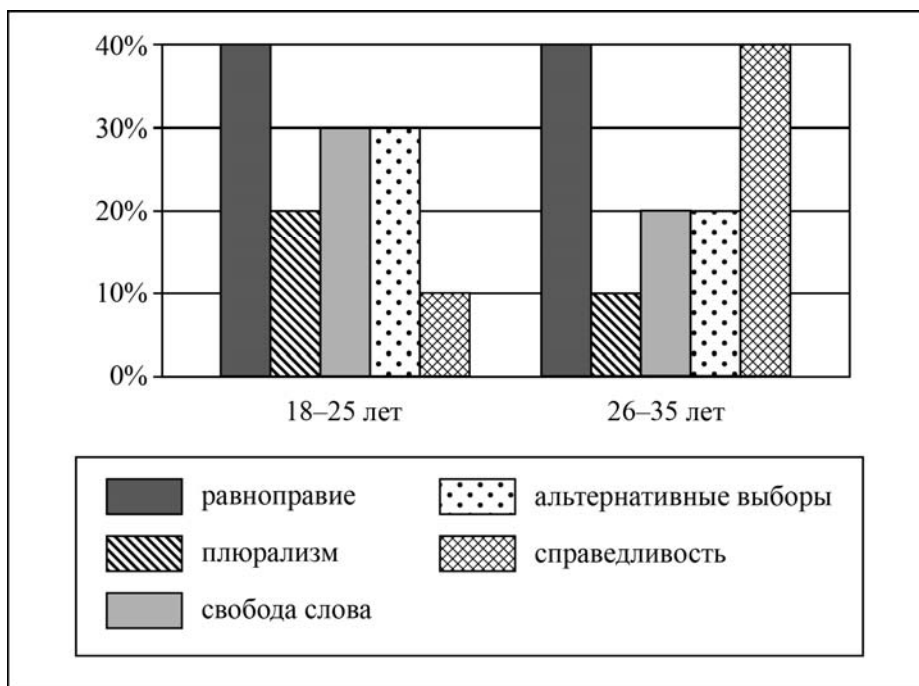 40%
30%
20%
10%
0%
18–25 лет
26–35 лет
равноправие
плюрализм
свобода слова
альтернативные выборы
справедливость